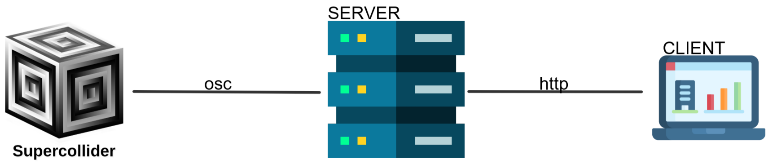 SERVER
CLIENT
osc
http
Supercollider